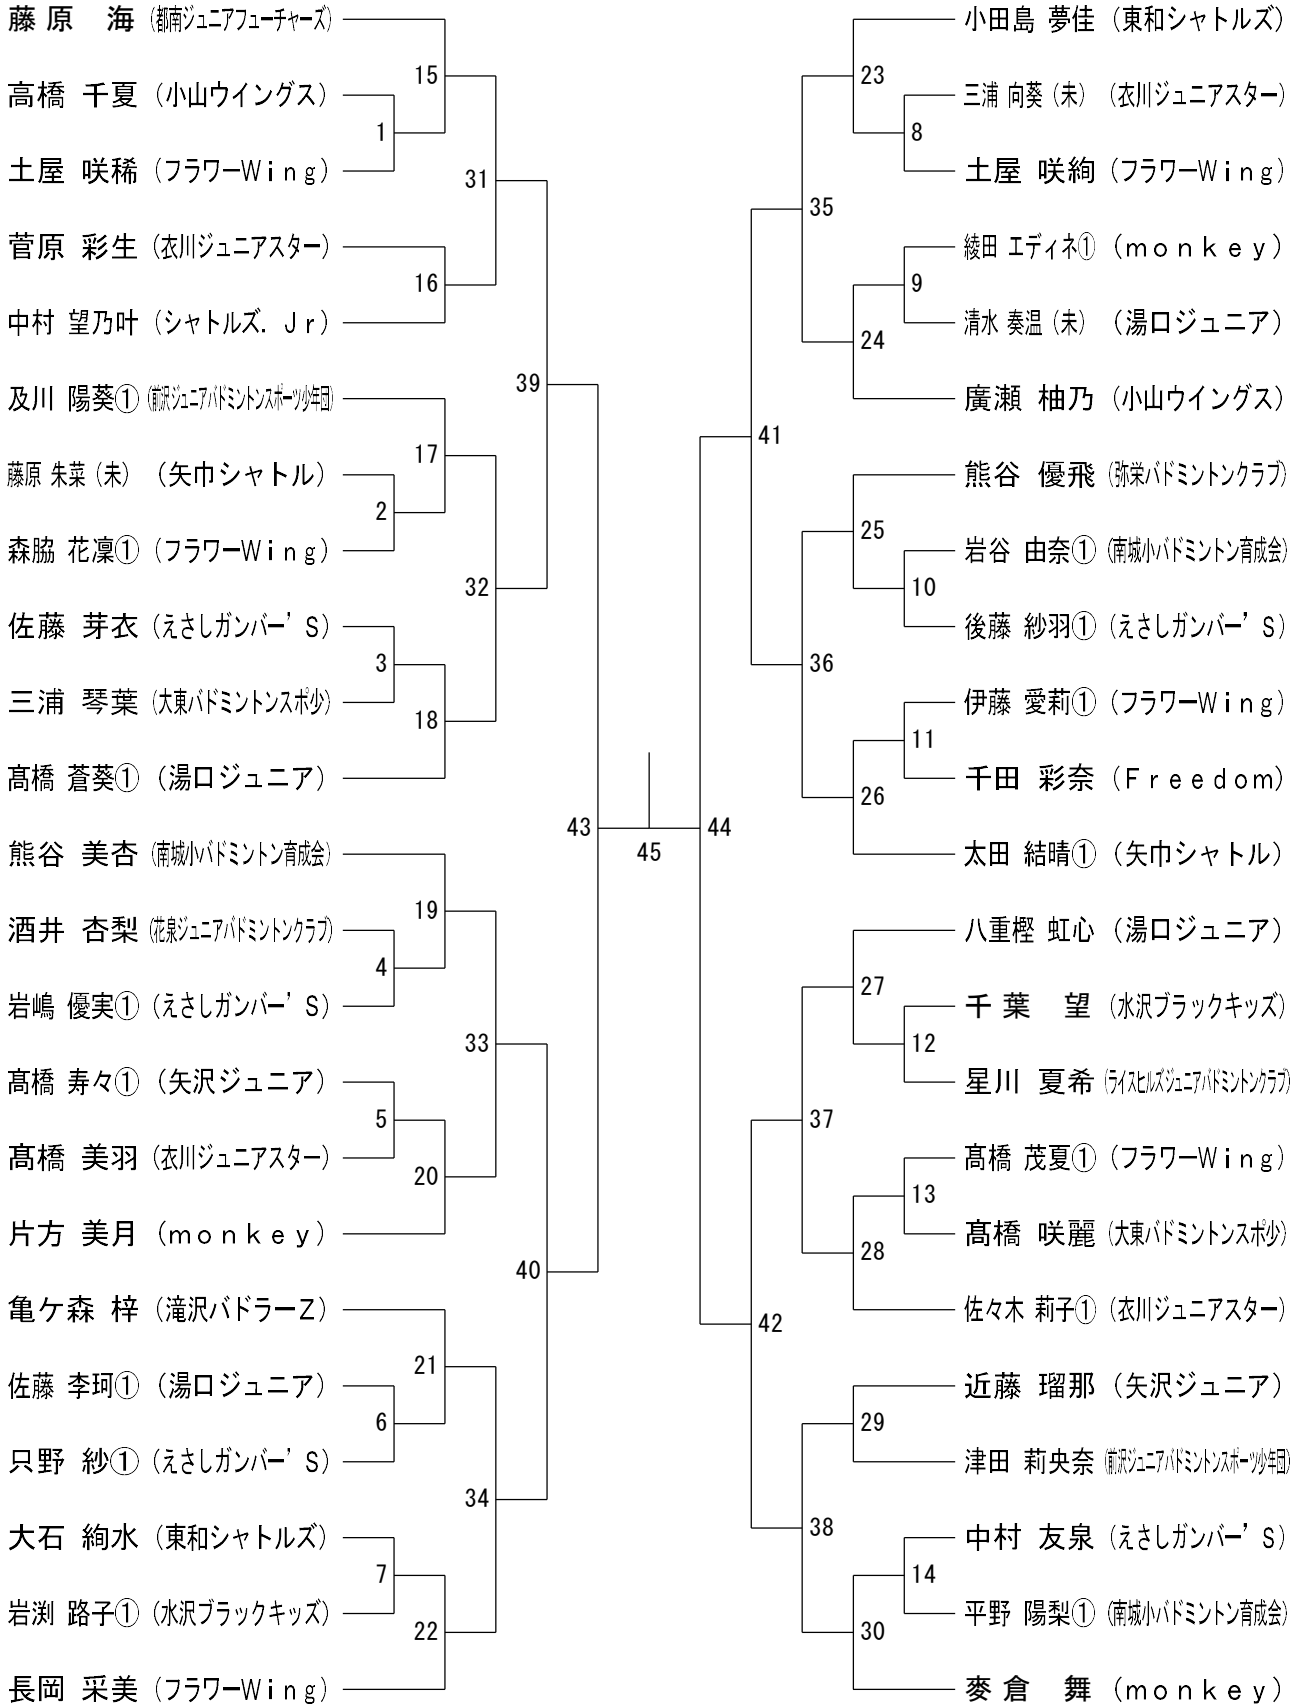 藤原 海 (都南ジュニアフューチャーズ)
15
高橋 千夏 (小山ウイングス)
1
土屋 咲稀 (フラワーWing)
31
菅原 彩生 (衣川ジュニアスター)
16
中村 望乃叶 (シャトルズ.Jr)
39
及川 陽葵① (前沢ジュニアバドミントンスポーツ少年団)
17
藤原 朱菜(未) (矢巾シャトル)
2
森脇 花凜① (フラワーWing)
32
佐藤 芽衣 (えさしガンバー’S)
3
三浦 琴葉 (大東バドミントンスポ少)
18
髙橋 蒼葵① (湯口ジュニア)
43
熊谷 美杏 (南城小バドミントン育成会)
19
酒井 杏梨 (花泉ジュニアバドミントンクラブ)
4
岩嶋 優実① (えさしガンバー’S)
33
髙橋 寿々① (矢沢ジュニア)
5
髙橋 美羽 (衣川ジュニアスター)
20
片方 美月 (monkey)
40
亀ケ森 梓 (滝沢バドラーZ)
21
佐藤 李珂① (湯口ジュニア)
6
只野 紗① (えさしガンバー’S)
34
大石 絢水 (東和シャトルズ)
7
岩渕 路子① (水沢ブラックキッズ)
22
長岡 采美 (フラワーWing)
45
小田島 夢佳 (東和シャトルズ)
23
三浦 向葵(未) (衣川ジュニアスター)
8
土屋 咲絢 (フラワーWing)
35
綾田 エディネ① (monkey)
9
清水 奏温(未) (湯口ジュニア)
24
廣瀬 柚乃 (小山ウイングス)
41
熊谷 優飛 (弥栄バドミントンクラブ)
25
岩谷 由奈① (南城小バドミントン育成会)
10
後藤 紗羽① (えさしガンバー’S)
36
伊藤 愛莉① (フラワーWing)
11
千田 彩奈 (Freedom)
26
太田 結晴① (矢巾シャトル)
44
八重樫 虹心 (湯口ジュニア)
27
千葉 望 (水沢ブラックキッズ)
12
星川 夏希 (ライスヒルズジュニアバドミントンクラブ)
37
髙橋 茂夏① (フラワーWing)
13
髙橋 咲麗 (大東バドミントンスポ少)
28
佐々木 莉子① (衣川ジュニアスター)
42
近藤 瑠那 (矢沢ジュニア)
29
津田 莉央奈 (前沢ジュニアバドミントンスポーツ少年団)
38
中村 友泉 (えさしガンバー’S)
14
平野 陽梨① (南城小バドミントン育成会)
30
麥倉 舞 (monkey)